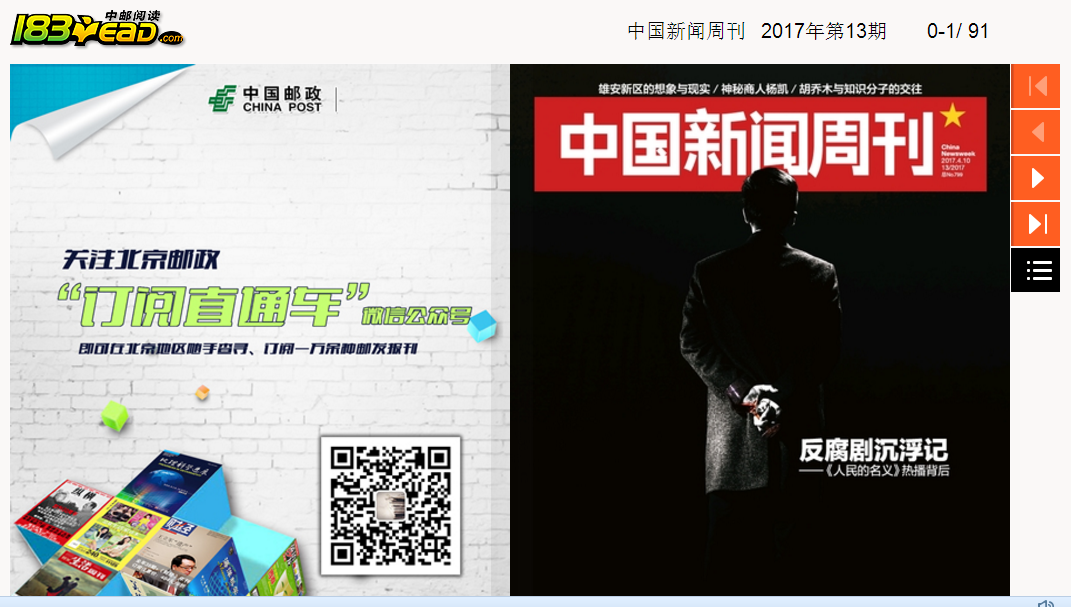 中邮阅读
183read.com
中国新闻周刊 2017年第13期 0-1/ 91
中国邮政
CHINA POST
关注北京邮政
“订阅直通车”微信公众号
即可在北京地区随手查寻、订阅一万余种邮发报刊
纵横
雄安新区的想象与现实 / 神秘商人杨凯 / 胡乔木与知识分子的交往
中国新闻周刊
China
Newsweek
2017.4.10
13/2017
总No.799
反腐剧沉浮记
——《人民的名义》热播背后